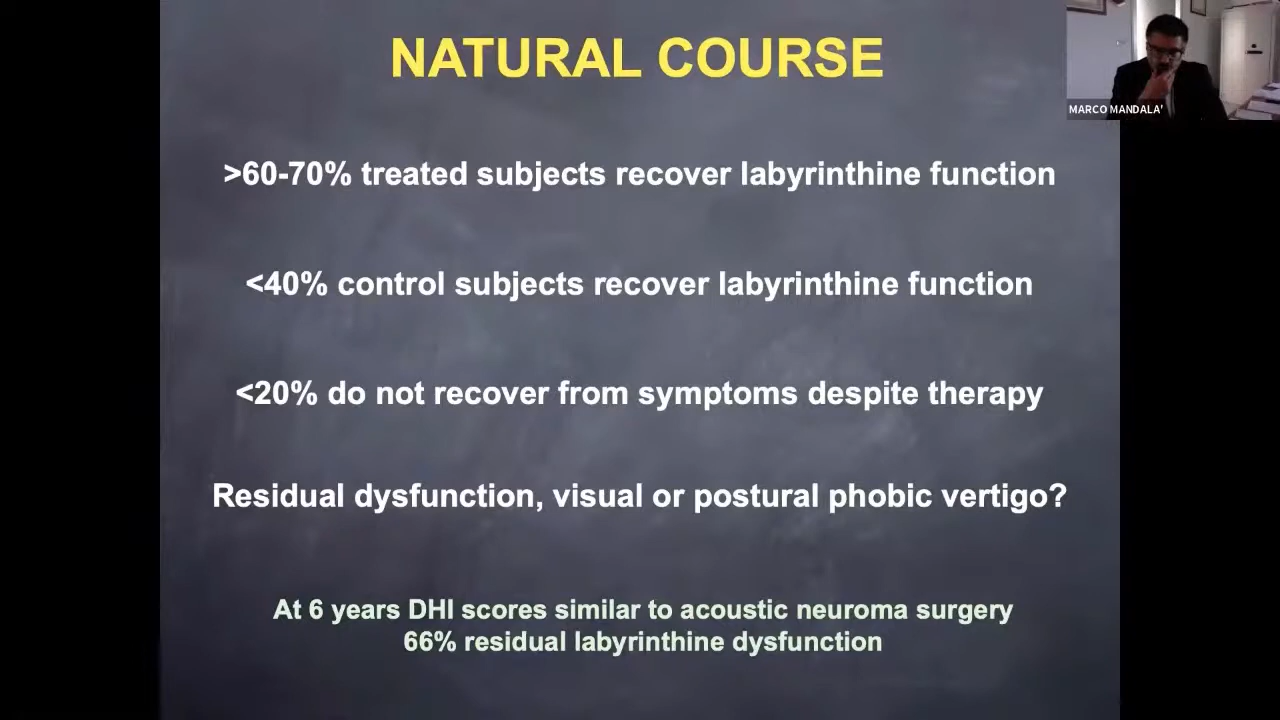 NATURAL COURSE
MARCO MANDALA'
>60-70% treated subjects recover labyrinthine function
<40% control subjects recover labyrinthine function
<20% do not recover from symptoms despite therapy
Residual dysfunction, visual or postural phobic vertigo?
At 6 years DHI scores similar to acoustic neuroma surgery
66% residual labyrinthine dysfunction